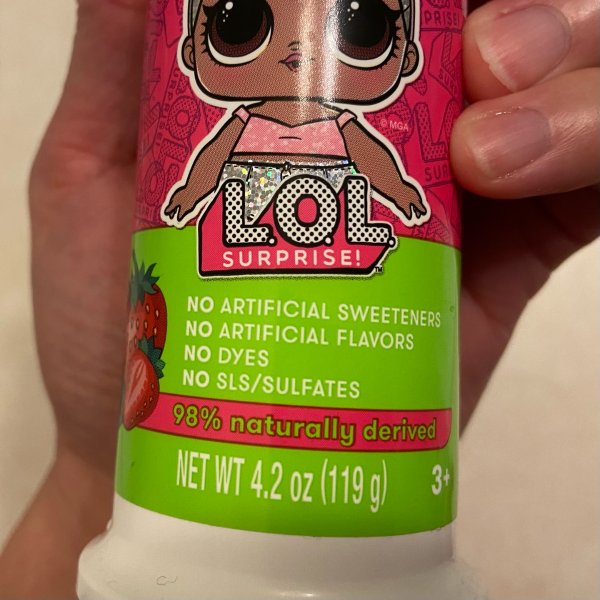 © MGA
L.O.L.
SURPRISE!™
NO ARTIFICIAL SWEETENERS
NO ARTIFICIAL FLAVORS
NO DYES
NO SLS/SULFATES
98% naturally derived
NET WT 4.2 oz (119 g)
3+